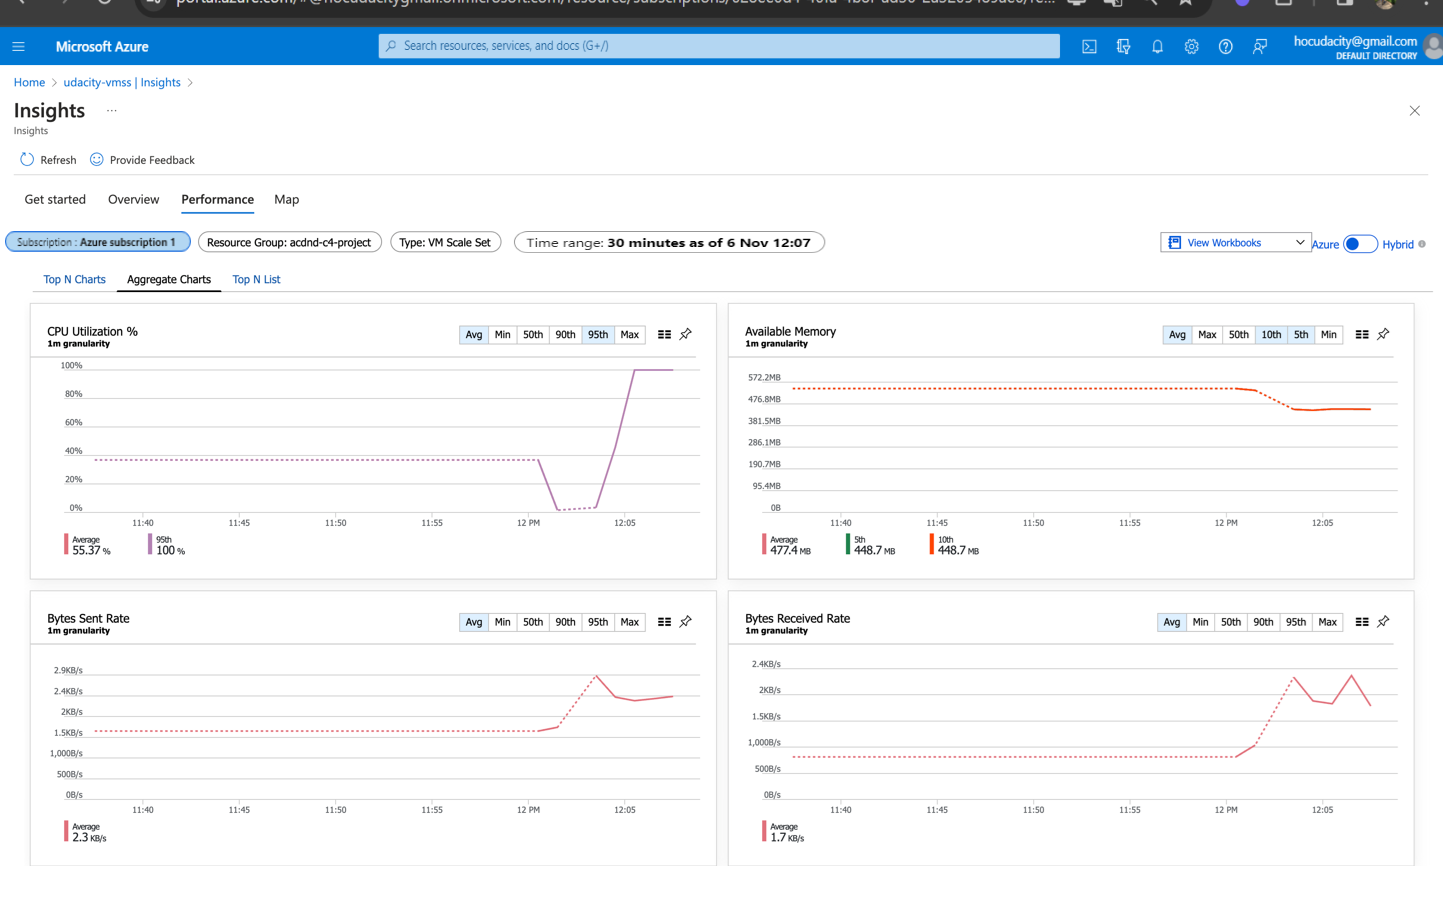 Microsoft Azure
Search resources, services, and docs (G+/)
hocudacity@gmail.com
DEFAULT DIRECTORY
Home > udacity-vmss | Insights >
Insights ...
Insights
Refresh Provide Feedback
Get started Overview Performance Map
Subscription : Azure subscription 1 Resource Group: acdnd-c4-project Type: VM Scale Set Time range: 30 minutes as of 6 Nov 12:07 View Workbooks Azure Hybrid
Top N Charts Aggregate Charts Top N List
CPU Utilization %
1m granularity
Avg Min 50th 90th 95th Max
100%
80%
60%
40%
20%
0%
11:40 11:45 11:50 11:55 12 PM 12:05
Average
55.37 %
95th
100 %
Available Memory
1m granularity
Avg Max 50th 10th 5th Min
572.2MB
476.8MB
381.5MB
286.1MB
190.7MB
95.4MB
0B
11:40 11:45 11:50 11:55 12 PM 12:05
Average
477.4 MB
5th
448.7 MB
10th
448.7 MB
Bytes Sent Rate
1m granularity
Avg Min 50th 90th 95th Max
2.9KB/s
2.4KB/s
2KB/s
1.5KB/s
1,000B/s
500B/s
0B/s
11:40 11:45 11:50 11:55 12 PM 12:05
Average
2.3 KB/s
Bytes Received Rate
1m granularity
Avg Min 50th 90th 95th Max
2.4KB/s
2KB/s
1.5KB/s
1,000B/s
500B/s
0B/s
11:40 11:45 11:50 11:55 12 PM 12:05
Average
1.7 KB/s